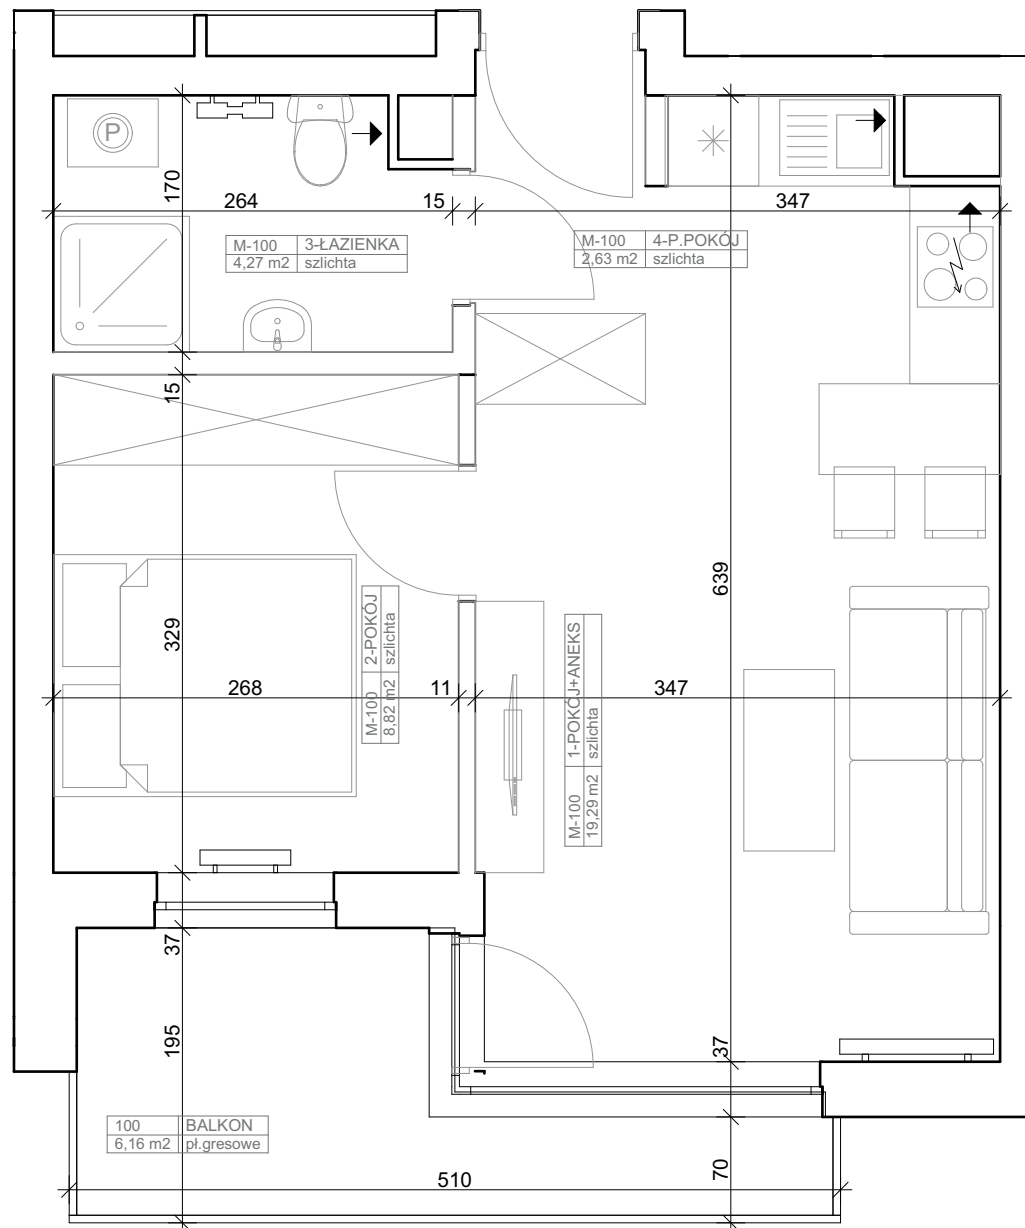 P
170
264
15
347
M-100 3-ŁAZIENKA
4,27 m2 szlichta
M-100 4-P.POKÓJ
2,63 m2 szlichta
15
639
329
M-100 2-POKÓJ
8,82 m2 szlichta
M-100 1-POKÓJ+ANEKS
19,29 m2 szlichta
268
11
347
37
195
37
100 BALKON
6,16 m2 pł.gresowe
70
510